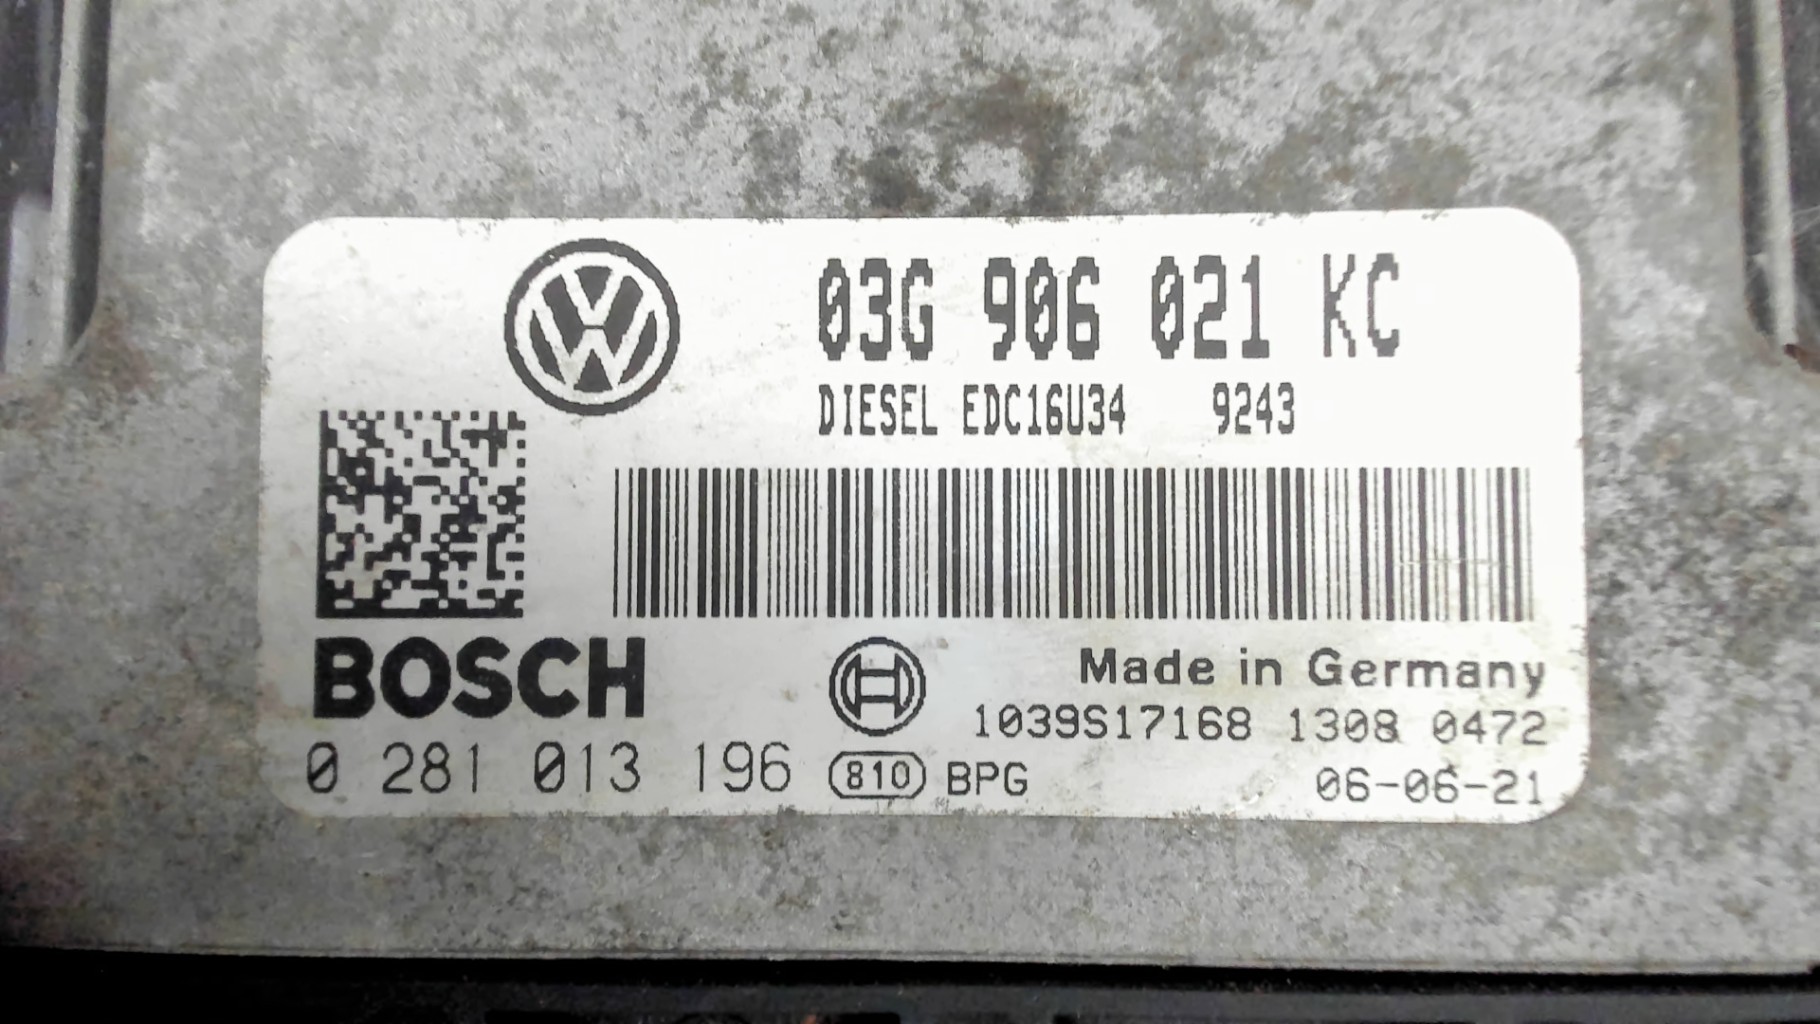 03G 906 021 KC
DIESEL EDC16U34 9243
BOSCH
Made in Germany
1039S17168 1308 0472
0 281 013 196 810 BPG 06-06-21